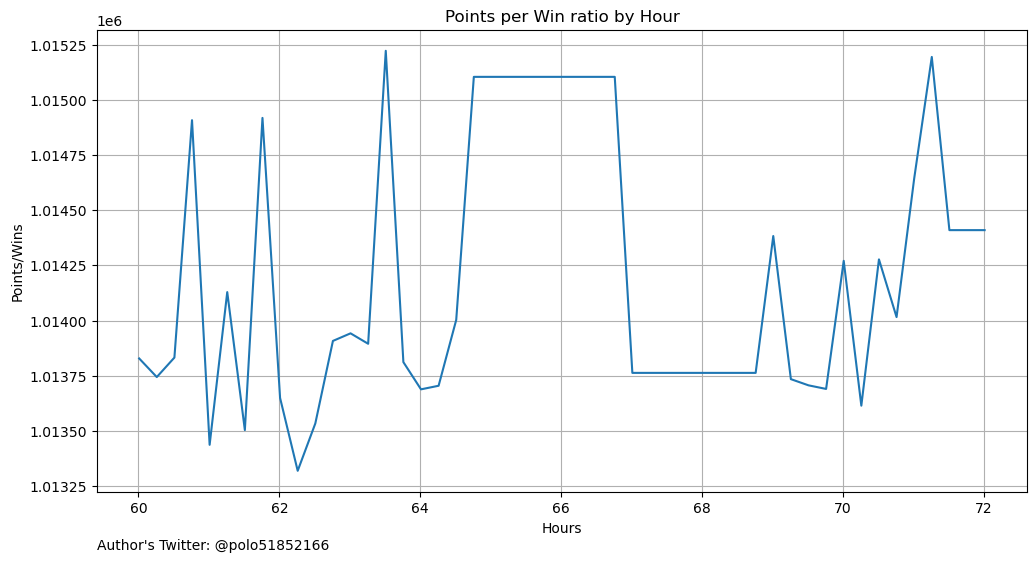 Points per Win ratio by Hour
1e6
1.01525
1.01500
1.01475
1.01450
1.01425
1.01400
1.01375
1.01350
1.01325
Points/Wins
60 62 64 66 68 70 72
Hours
Author's Twitter: @polo51852166